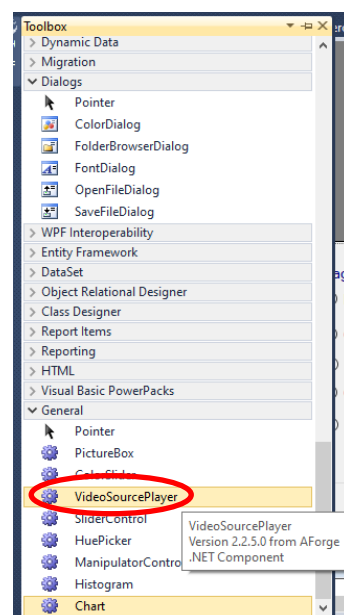 Toolbox
Dynamic Data
Migration
Dialogs
Pointer
ColorDialog
FolderBrowserDialog
FontDialog
OpenFileDialog
SaveFileDialog
WPF Interoperability
Entity Framework
DataSet
Object Relational Designer
Class Designer
Report Items
Reporting
HTML
Visual Basic PowerPacks
General
Pointer
PictureBox
ColorSlider
VideoSourcePlayer
SliderControl
HuePicker
ManipulatorContro
Histogram
Chart
VideoSourcePlayer
Version 2.2.5.0 from AForge
.NET Component